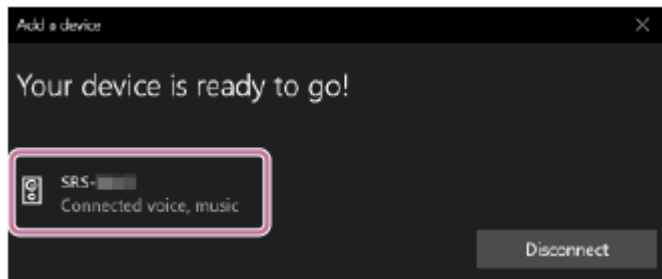 Add a device
Your device is ready to go!
SRS-
Connected voice, music
Disconnect